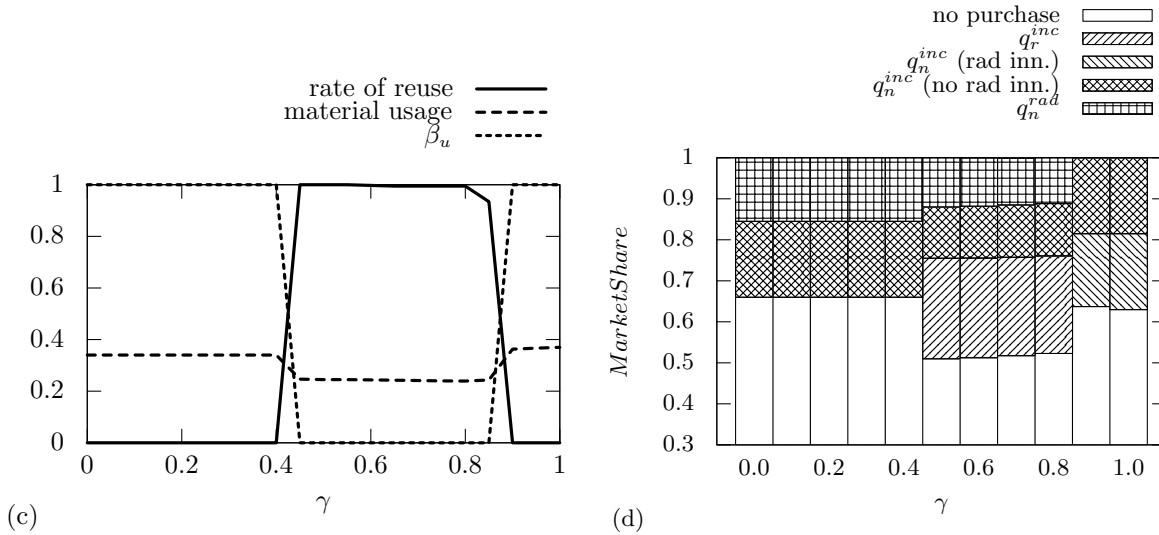 rate of reuse
material usage
β_u
1
0.8
0.6
0.4
0.2
0
0 0.2 0.4 0.6 0.8 1
γ
(c)
no purchase
q_r^{inc}
q_n^{inc} (rad inn.)
q_n^{inc} (no rad inn.)
q_n^{rad}
MarketShare
1
0.9
0.8
0.7
0.6
0.5
0.4
0.3
0.0 0.2 0.4 0.6 0.8 1.0
γ
(d)